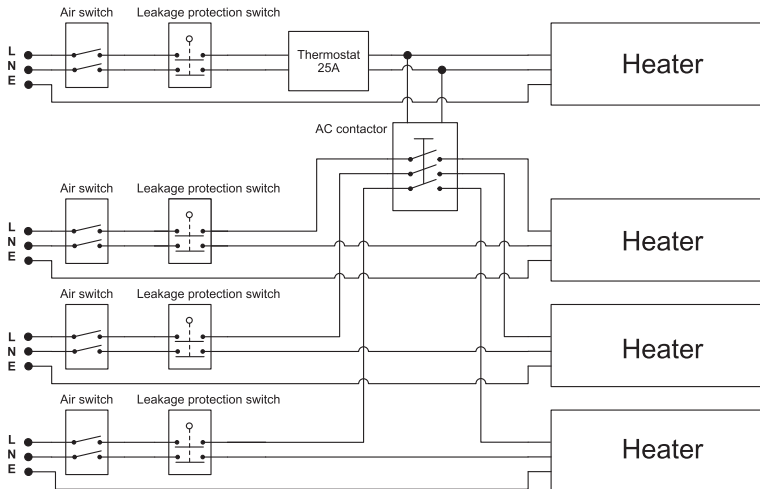 Air switch
Leakage protection switch
L
N
E
Thermostat
25A
Heater
AC contactor
Air switch
Leakage protection switch
L
N
E
Heater
Air switch
Leakage protection switch
L
N
E
Heater
Air switch
Leakage protection switch
L
N
E
Heater